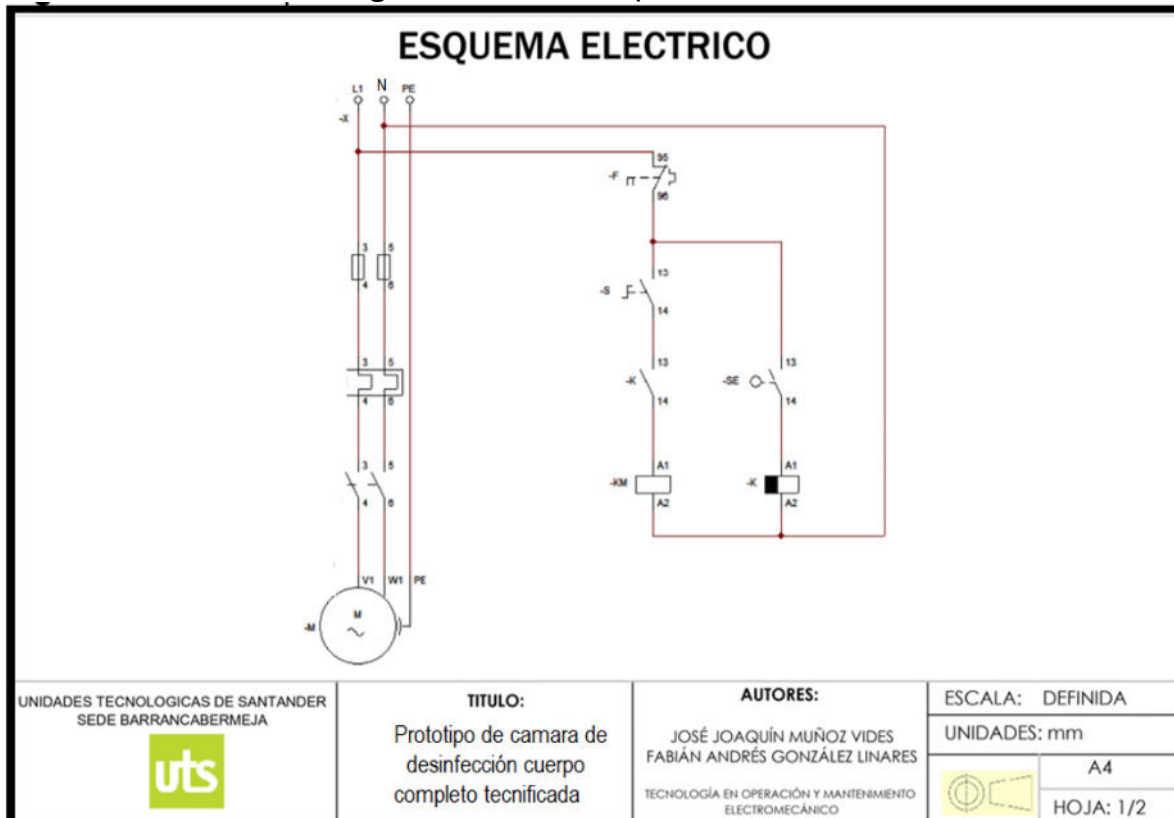 ESQUEMA ELECTRICO
L1 N PE
-X
95
-F
96
3 5
4 6
13
-S
14
3 5
4 6
13
-K
14
13
-SE
14
3 5
4 6
A1
-KM
A2
A1
-K
A2
V1 W1 PE
M
-M
UNIDADES TECNOLOGICAS DE SANTANDER
SEDE BARRANCABERMEJA
uts
TITULO:
Prototipo de camara de
desinfección cuerpo
completo tecnificada
AUTORES:
JOSÉ JOAQUÍN MUÑOZ VIDES
FABIÁN ANDRÉS GONZÁLEZ LINARES
TECNOLOGÍA EN OPERACIÓN Y MANTENIMIENTO
ELECTROMECÁNICO
ESCALA: DEFINIDA
UNIDADES: mm
A4
HOJA: 1/2